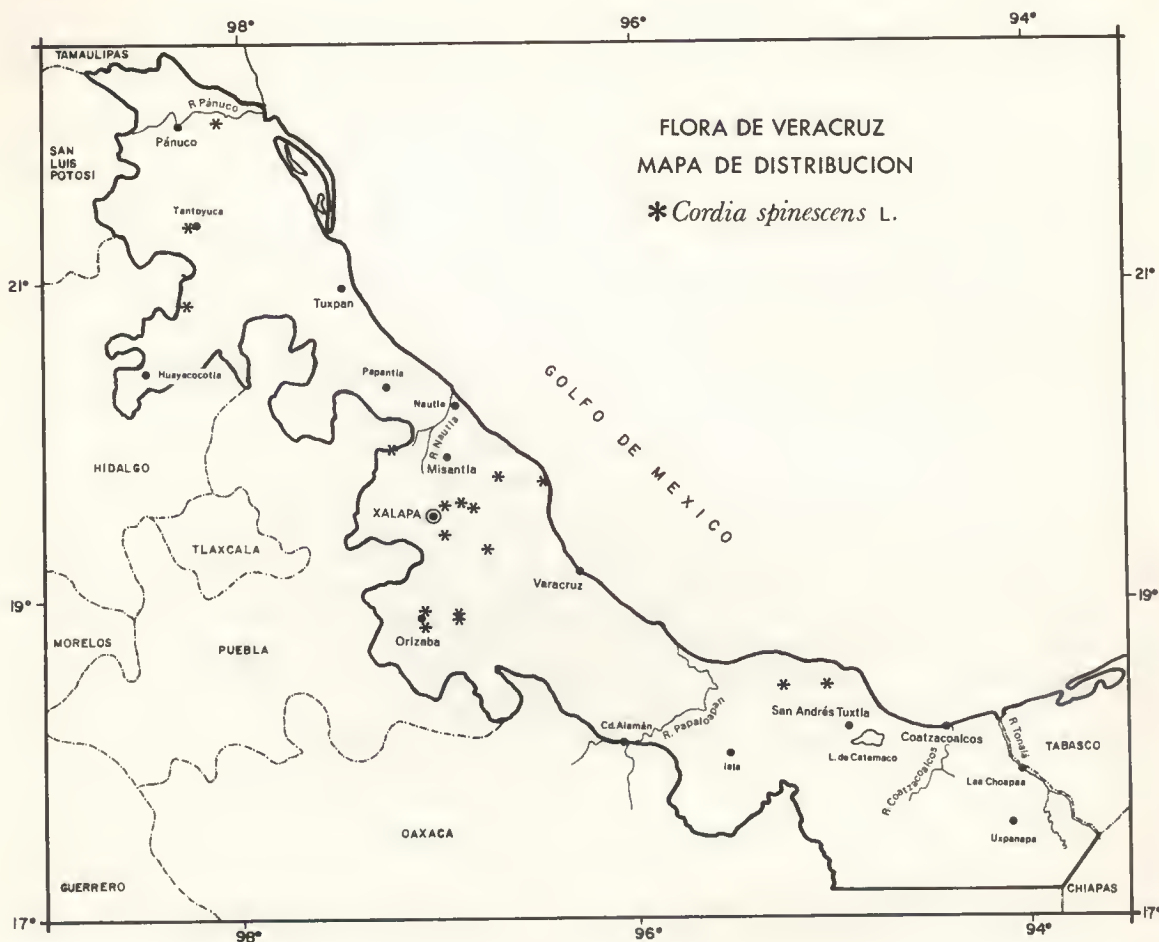 98°
96°
94°
TAMAULIPAS
R. Pánuco
Pánuco
SAN
LUIS
POTOSÍ
FLORA DE VERACRUZ
MAPA DE DISTRIBUCION
*Cordia spinescens L.
Tantoyuca
21°
21°
Tuxpan
Huayacocotla
Papantla
Nautla
R. Nautla
Misantla
GOLFO DE MEXICO
HIDALGO
XALAPA
TLAXCALA
Varacruz
19°
19°
MORELOS
PUEBLA
Orizaba
Cd. Alemán
R. Papaloapan
San Andrés Tuxtla
L. de Catemaco
Isla
Coatzacoalcos
R. Coatzacoalcos
R. Tonalá
TABASCO
Las Choapas
Uxpanapa
OAXACA
GUERRERO
CHIAPAS
17°
17°
98°
96°
94°